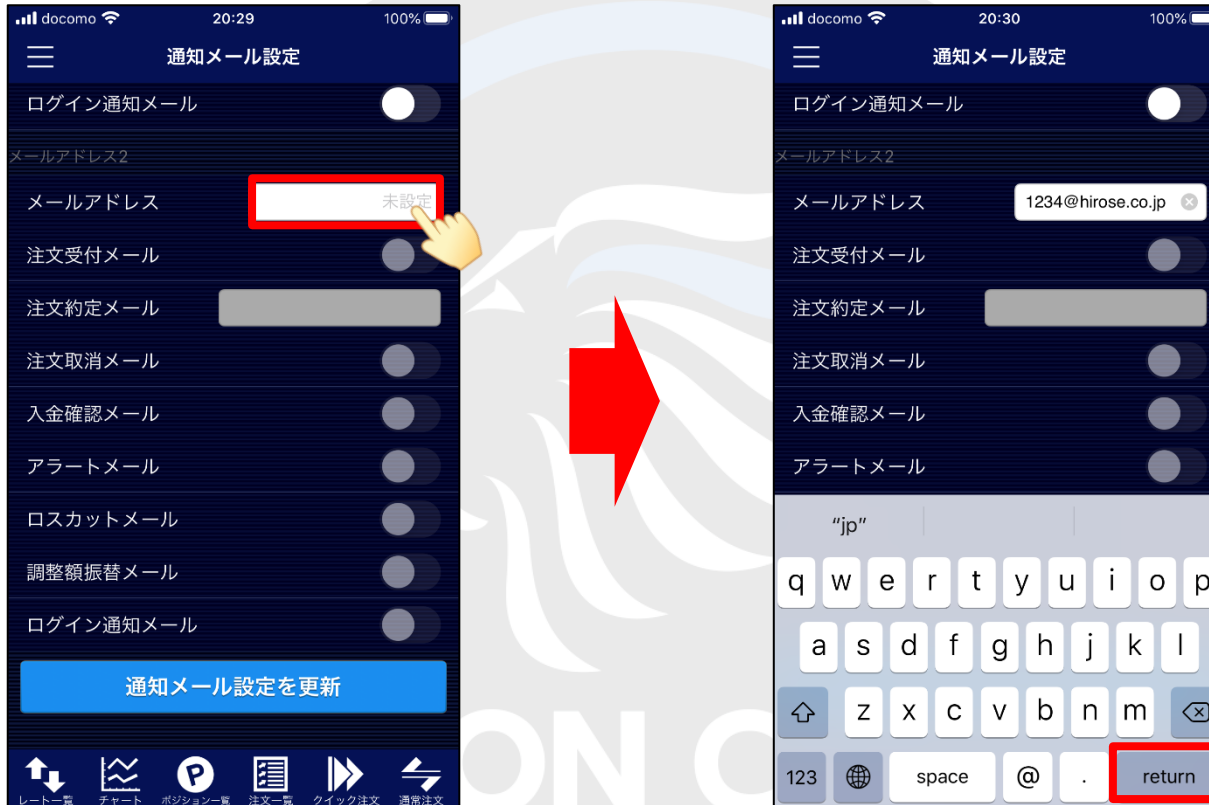 docomo 20:29 100%
通知メール設定
ログイン通知メール
メールアドレス2
メールアドレス 未設定
注文受付メール
注文約定メール
注文取消メール
入金確認メール
アラートメール
ロスカットメール
調整額振替メール
ログイン通知メール
通知メール設定を更新
レート一覧 チャート ポジション一覧 注文一覧 クイック注文 通常注文
docomo 20:30 100%
通知メール設定
ログイン通知メール
メールアドレス2
メールアドレス 1234@hirose.co.jp
注文受付メール
注文約定メール
注文取消メール
入金確認メール
アラートメール
“jp”
q w e r t y u i o p
a s d f g h j k l
z x c v b n m
123 space @ . return
ON C